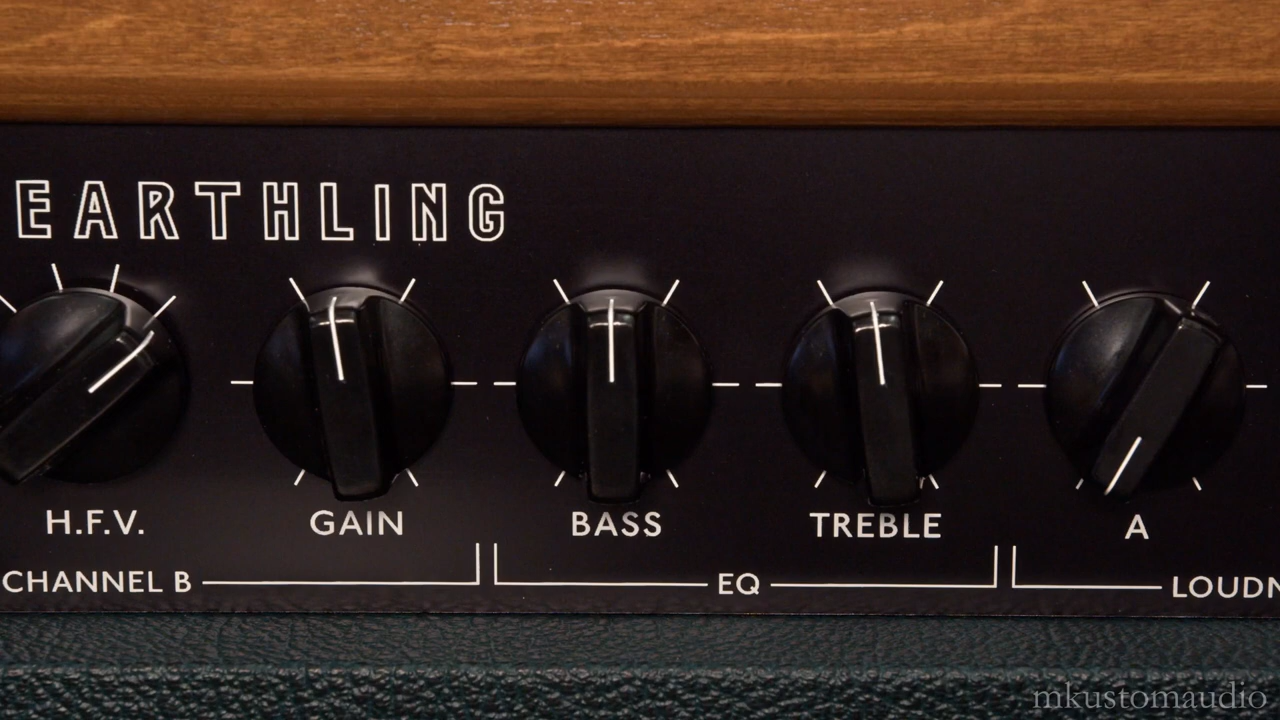 EARTHLING
H.F.V. GAIN BASS TREBLE A
CHANNEL B EQ
mkustomaudio